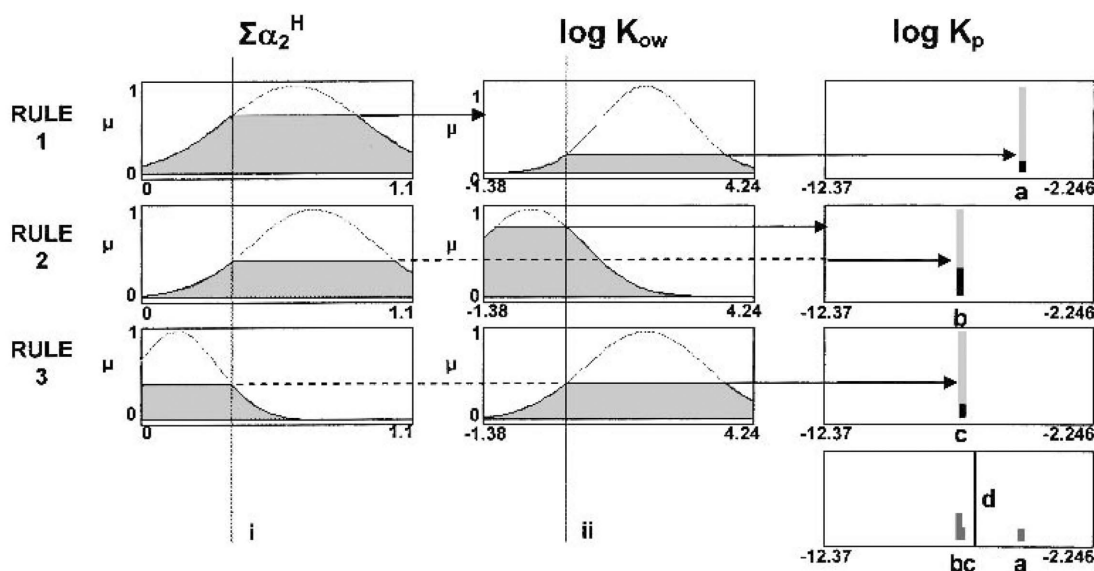 Σα₂ᴴ log Kow log Kp
RULE 1
μ 1 0 0 1.1
μ 1 0 -1.38 4.24
-12.37 a -2.246
RULE 2
μ 1 0 0 1.1
μ 1 0 -1.38 4.24
-12.37 b -2.246
RULE 3
μ 1 0 0 1.1
μ 1 0 -1.38 4.24
-12.37 c -2.246
i ii d
-12.37 bc a -2.246